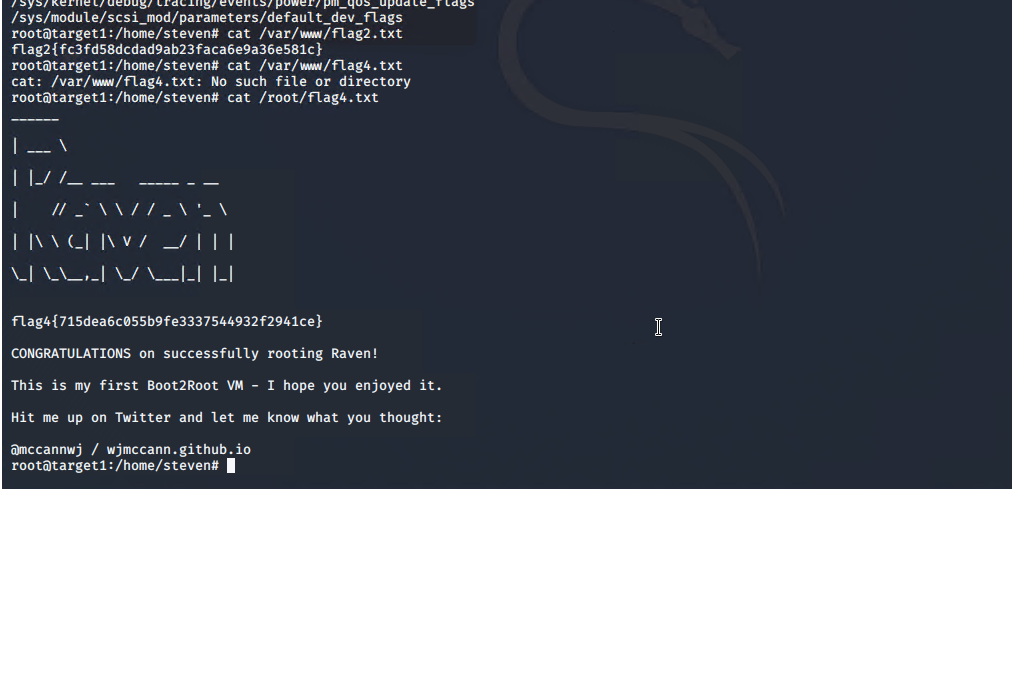 /sys/kernel/debug/tracing/events/power/pm_qos_update_flags
/sys/module/scsi_mod/parameters/default_dev_flags
root@target1:/home/steven# cat /var/www/flag2.txt
flag2{fc3fd58dcdad9ab23faca6e9a36e581c}
root@target1:/home/steven# cat /var/www/flag4.txt
cat: /var/www/flag4.txt: No such file or directory
root@target1:/home/steven# cat /root/flag4.txt
______
| ___ \
| |_/ /__ ___   _____ _ __
|    // _` \ \ / / _ \ '_ \
| |\ \ (_| |\ V /  __/ | | |
\_| \_\__,_| \_/ \___|_| |_|
flag4{715dea6c055b9fe3337544932f2941ce}
CONGRATULATIONS on successfully rooting Raven!
This is my first Boot2Root VM - I hope you enjoyed it.
Hit me up on Twitter and let me know what you thought:
@mccannwj / wjmccann.github.io
root@target1:/home/steven#